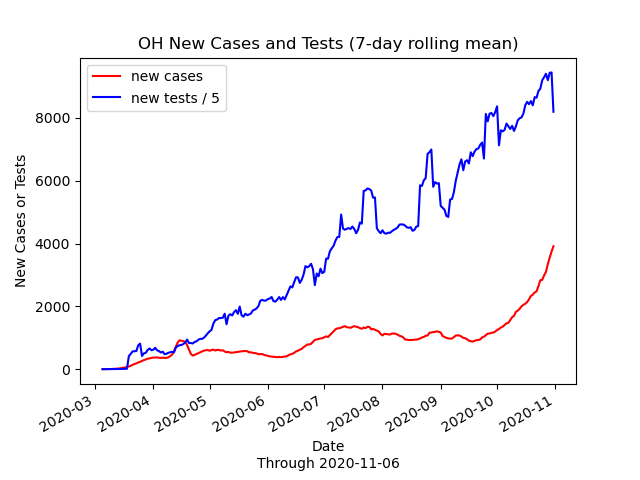 OH New Cases and Tests (7-day rolling mean)
new cases
new tests / 5
New Cases or Tests
8000
6000
4000
2000
0
2020-03
2020-04
2020-05
2020-06
2020-07
2020-08
2020-09
2020-10
2020-11
Date
Through 2020-11-06